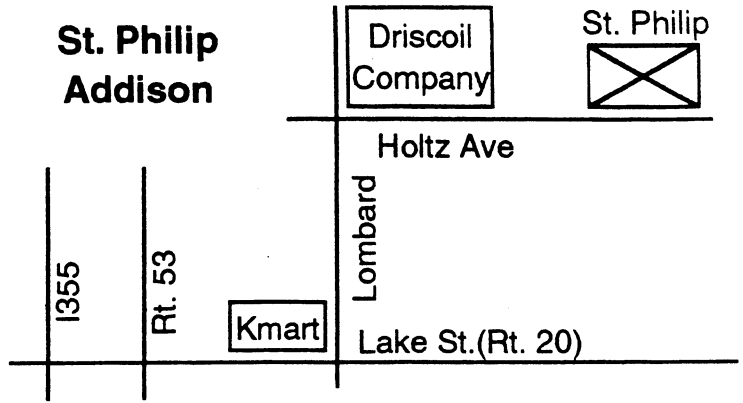 St. Philip
Addison
Driscoil
Company
St. Philip
Holtz Ave
I355
Rt. 53
Lombard
Kmart
Lake St.(Rt. 20)